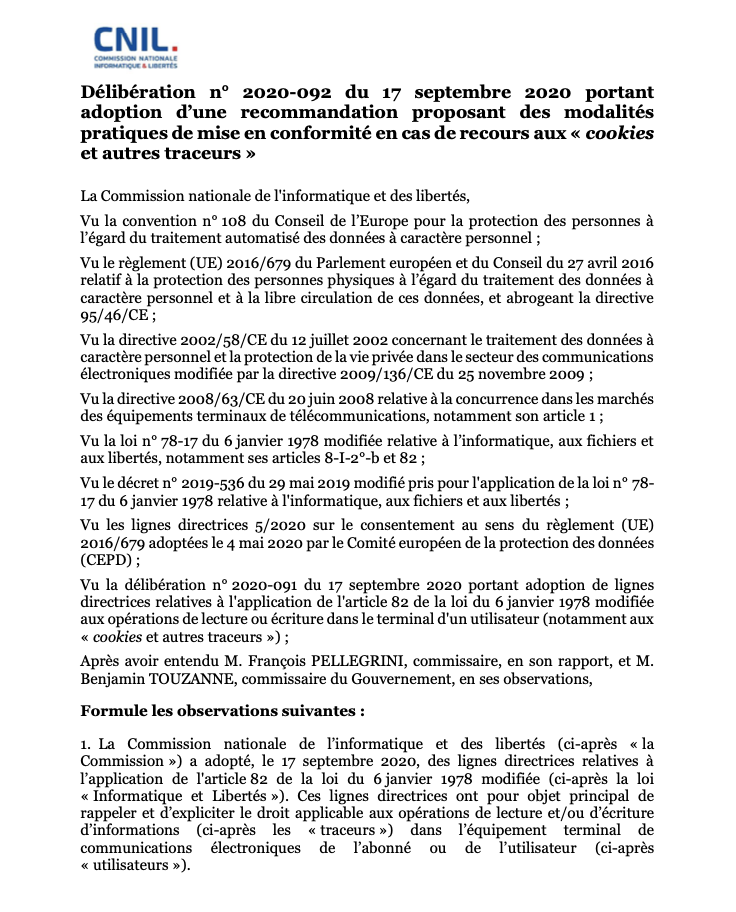 CNIL.
COMMISSION NATIONALE
INFORMATIQUE & LIBERTÉS
Délibération n° 2020-092 du 17 septembre 2020 portant
adoption d’une recommandation proposant des modalités
pratiques de mise en conformité en cas de recours aux « cookies
et autres traceurs »
La Commission nationale de l'informatique et des libertés,
Vu la convention n° 108 du Conseil de l’Europe pour la protection des personnes à
l’égard du traitement automatisé des données à caractère personnel ;
Vu le règlement (UE) 2016/679 du Parlement européen et du Conseil du 27 avril 2016
relatif à la protection des personnes physiques à l’égard du traitement des données à
caractère personnel et à la libre circulation de ces données, et abrogeant la directive
95/46/CE ;
Vu la directive 2002/58/CE du 12 juillet 2002 concernant le traitement des données à
caractère personnel et la protection de la vie privée dans le secteur des communications
électroniques modifiée par la directive 2009/136/CE du 25 novembre 2009 ;
Vu la directive 2008/63/CE du 20 juin 2008 relative à la concurrence dans les marchés
des équipements terminaux de télécommunications, notamment son article 1 ;
Vu la loi n° 78-17 du 6 janvier 1978 modifiée relative à l’informatique, aux fichiers et
aux libertés, notamment ses articles 8-I-2°-b et 82 ;
Vu le décret n° 2019-536 du 29 mai 2019 modifié pris pour l'application de la loi n° 78-
17 du 6 janvier 1978 relative à l'informatique, aux fichiers et aux libertés ;
Vu les lignes directrices 5/2020 sur le consentement au sens du règlement (UE)
2016/679 adoptées le 4 mai 2020 par le Comité européen de la protection des données
(CEPD) ;
Vu la délibération n° 2020-091 du 17 septembre 2020 portant adoption de lignes
directrices relatives à l'application de l'article 82 de la loi du 6 janvier 1978 modifiée
aux opérations de lecture ou écriture dans le terminal d'un utilisateur (notamment aux
« cookies et autres traceurs ») ;
Après avoir entendu M. François PELLEGRINI, commissaire, en son rapport, et M.
Benjamin TOUZANNE, commissaire du Gouvernement, en ses observations,
Formule les observations suivantes :
1. La Commission nationale de l’informatique et des libertés (ci-après « la
Commission ») a adopté, le 17 septembre 2020, des lignes directrices relatives à
l’application de l'article 82 de la loi du 6 janvier 1978 modifiée (ci-après la loi
« Informatique et Libertés »). Ces lignes directrices ont pour objet principal de
rappeler et d’expliciter le droit applicable aux opérations de lecture et/ou d’écriture
d’informations (ci-après les « traceurs ») dans l’équipement terminal de
communications électroniques de l’abonné ou de l’utilisateur (ci-après
« utilisateurs »).